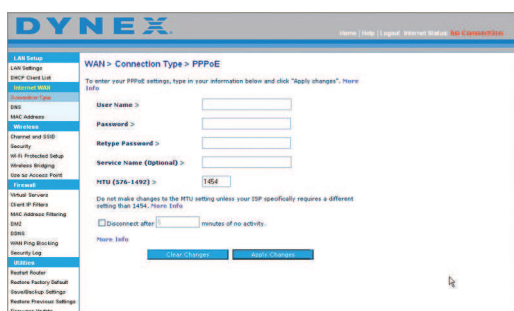 DYNEX
Home | Help | Logout Internet Status: No Connection
LAN Setup
LAN Settings
DHCP Client List
Internet WAN
Connection Type
DNS
MAC Address
Wireless
Channel and SSID
Security
Wi-Fi Protected Setup
Wireless Bridging
Use as Access Point
Firewall
Virtual Servers
Client IP Filters
MAC Address Filtering
DMZ
DDNS
WAN Ping Blocking
Security Log
Utilities
Restart Router
Restore Factory Default
Save/Backup Settings
Restore Previous Settings
Firmware Update
WAN > Connection Type > PPPoE
To enter your PPPoE settings, type in your information below and click "Apply changes". More
Info
User Name >
Password >
Retype Password >
Service Name (Optional) >
MTU (576-1492) > 1454
Do not make changes to the MTU setting unless your ISP specifically requires a different
setting than 1454. More Info
Disconnect after 5 minutes of no activity.
More Info
Clear Changes Apply Changes